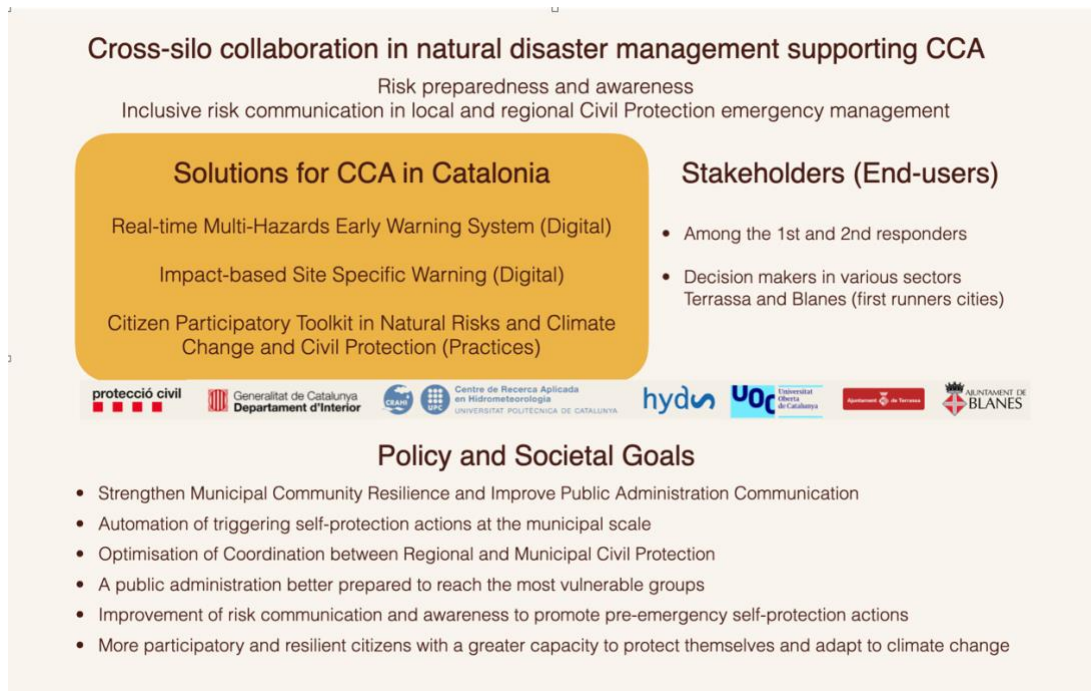 Cross-silo collaboration in natural disaster management supporting CCA
Risk preparedness and awareness
Inclusive risk communication in local and regional Civil Protection emergency management
Solutions for CCA in Catalonia
Real-time Multi-Hazards Early Warning System (Digital)
Impact-based Site Specific Warning (Digital)
Citizen Participatory Toolkit in Natural Risks and Climate
Change and Civil Protection (Practices)
Stakeholders (End-users)
• Among the 1st and 2nd responders
• Decision makers in various sectors
Terrassa and Blanes (first runners cities)
protecció civil
Generalitat de Catalunya
Departament d'Interior
CRAHI
UPC
Centre de Recerca Aplicada
en Hidrometeorologia
UNIVERSITAT POLITÈCNICA DE CATALUNYA
hyds
UOC
Universitat
Oberta
de Catalunya
Ajuntament de Terrassa
AJUNTAMENT DE
BLANES
Policy and Societal Goals
• Strengthen Municipal Community Resilience and Improve Public Administration Communication
• Automation of triggering self-protection actions at the municipal scale
• Optimisation of Coordination between Regional and Municipal Civil Protection
• A public administration better prepared to reach the most vulnerable groups
• Improvement of risk communication and awareness to promote pre-emergency self-protection actions
• More participatory and resilient citizens with a greater capacity to protect themselves and adapt to climate change